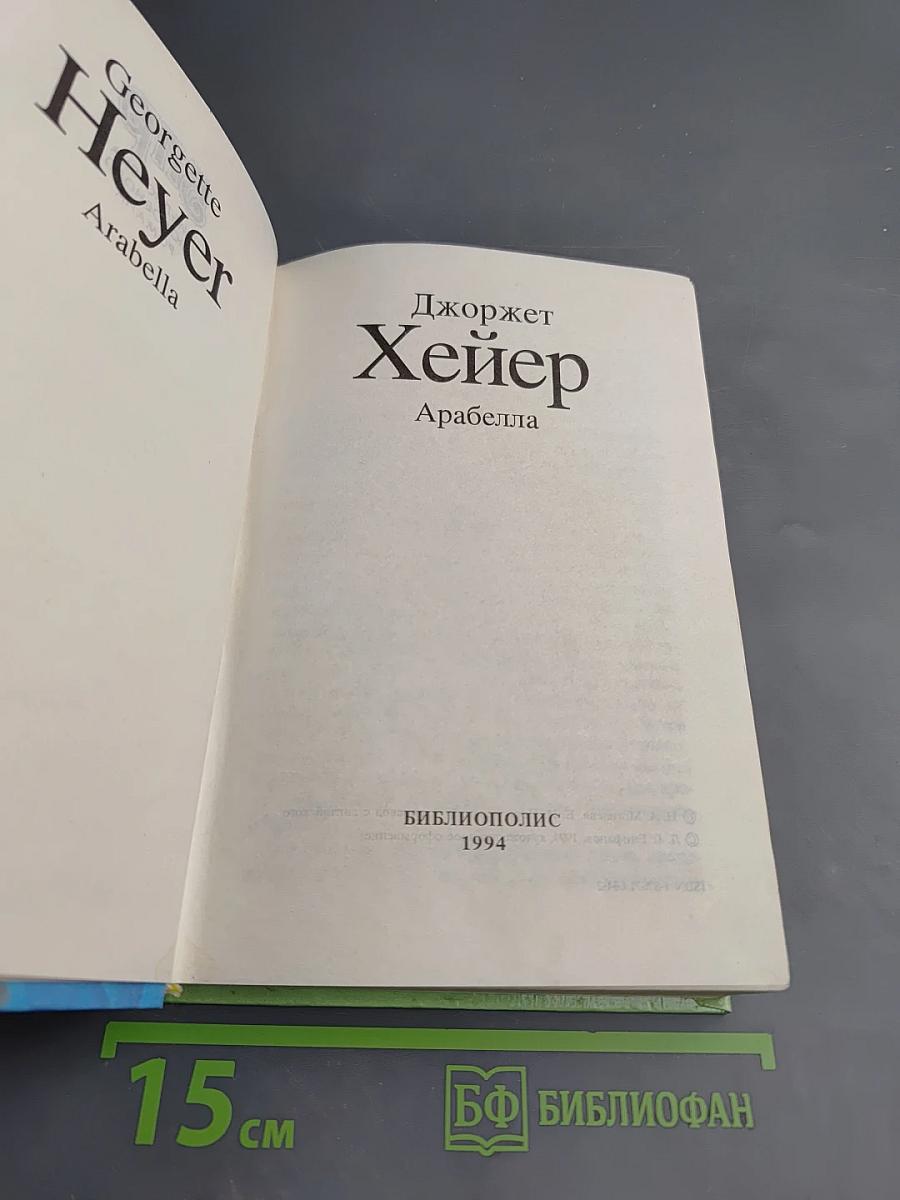 Georgette
Heyer
Arabella
Джоржет
Хейер
Арабелла
БИБЛИОПОЛИС
1994
15 см
БФ БИБЛИОФАН